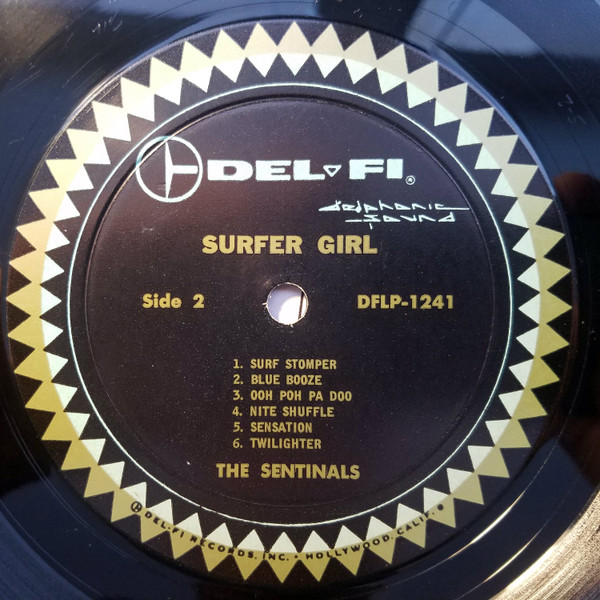 DEL-FI®
delphonic
sound
SURFER GIRL
Side 2
DFLP-1241
1. SURF STOMPER
2. BLUE BOOZE
3. OOH POH PA DOO
4. NITE SHUFFLE
5. SENSATION
6. TWILIGHTER
THE SENTINALS
DEL-FI RECORDS, INC. • HOLLYWOOD, CALIF.